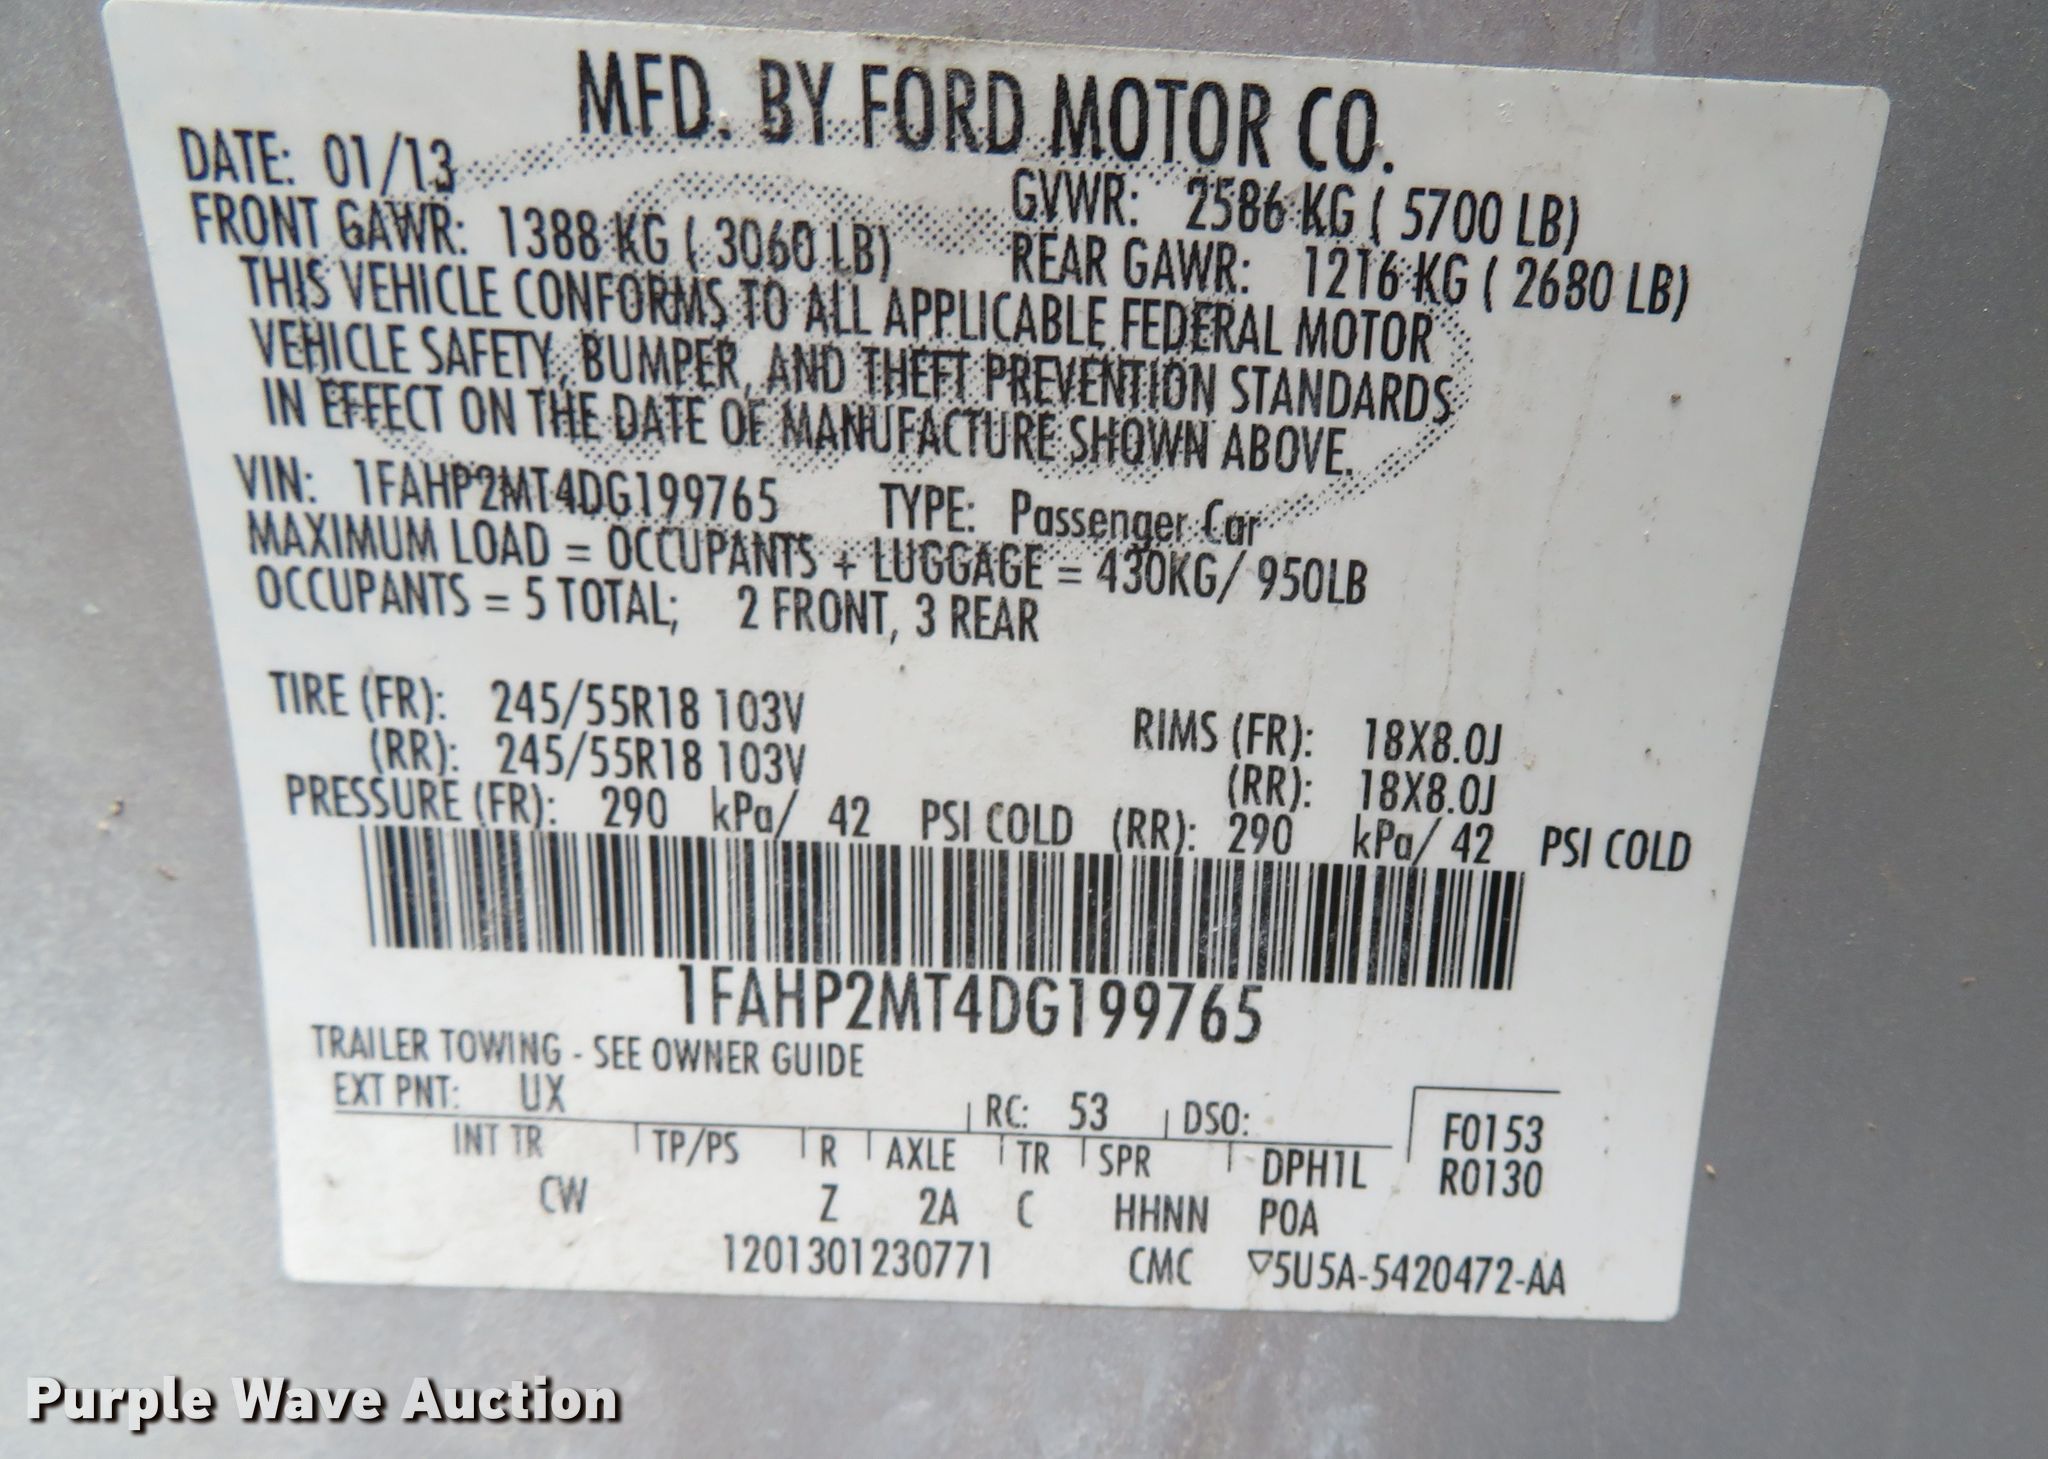 MFD. BY FORD MOTOR CO.
DATE: 01/13 GVWR: 2586 KG ( 5700 LB)
FRONT GAWR: 1388 KG ( 3060 LB) REAR GAWR: 1216 KG ( 2680 LB)
THIS VEHICLE CONFORMS TO ALL APPLICABLE FEDERAL MOTOR
VEHICLE SAFETY, BUMPER, AND THEFT PREVENTION STANDARDS
IN EFFECT ON THE DATE OF MANUFACTURE SHOWN ABOVE.
VIN: 1FAHP2MT4DG199765 TYPE: Passenger Car
MAXIMUM LOAD = OCCUPANTS + LUGGAGE = 430KG/ 950LB
OCCUPANTS = 5 TOTAL; 2 FRONT, 3 REAR
TIRE (FR): 245/55R18 103V RIMS (FR): 18X8.0J
(RR): 245/55R18 103V (RR): 18X8.0J
PRESSURE (FR): 290 kPa/ 42 PSI COLD (RR): 290 kPa/ 42 PSI COLD
1FAHP2MT4DG199765
TRAILER TOWING - SEE OWNER GUIDE
EXT PNT: UX RC: 53 DSO: F0153
INT TR TP/PS R AXLE TR SPR DPH1L R0130
CW Z 2A C HHNN POA
1201301230771 CMC ▽5U5A-5420472-AA
Purple Wave Auction